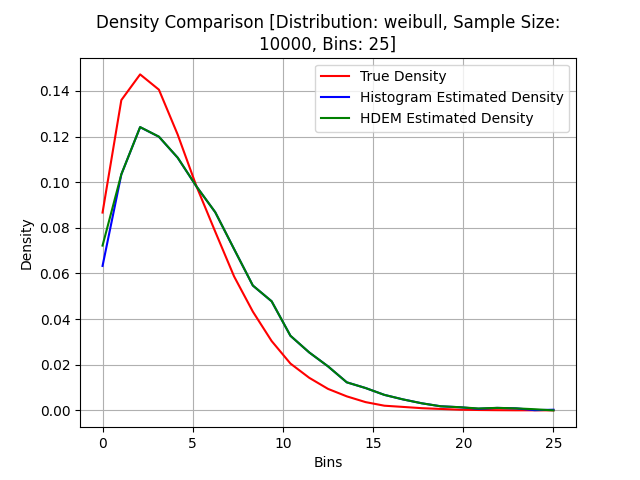 Density Comparison [Distribution: weibull, Sample Size:
10000, Bins: 25]
True Density
Histogram Estimated Density
HDEM Estimated Density
Density
0.14
0.12
0.10
0.08
0.06
0.04
0.02
0.00
0 5 10 15 20 25
Bins